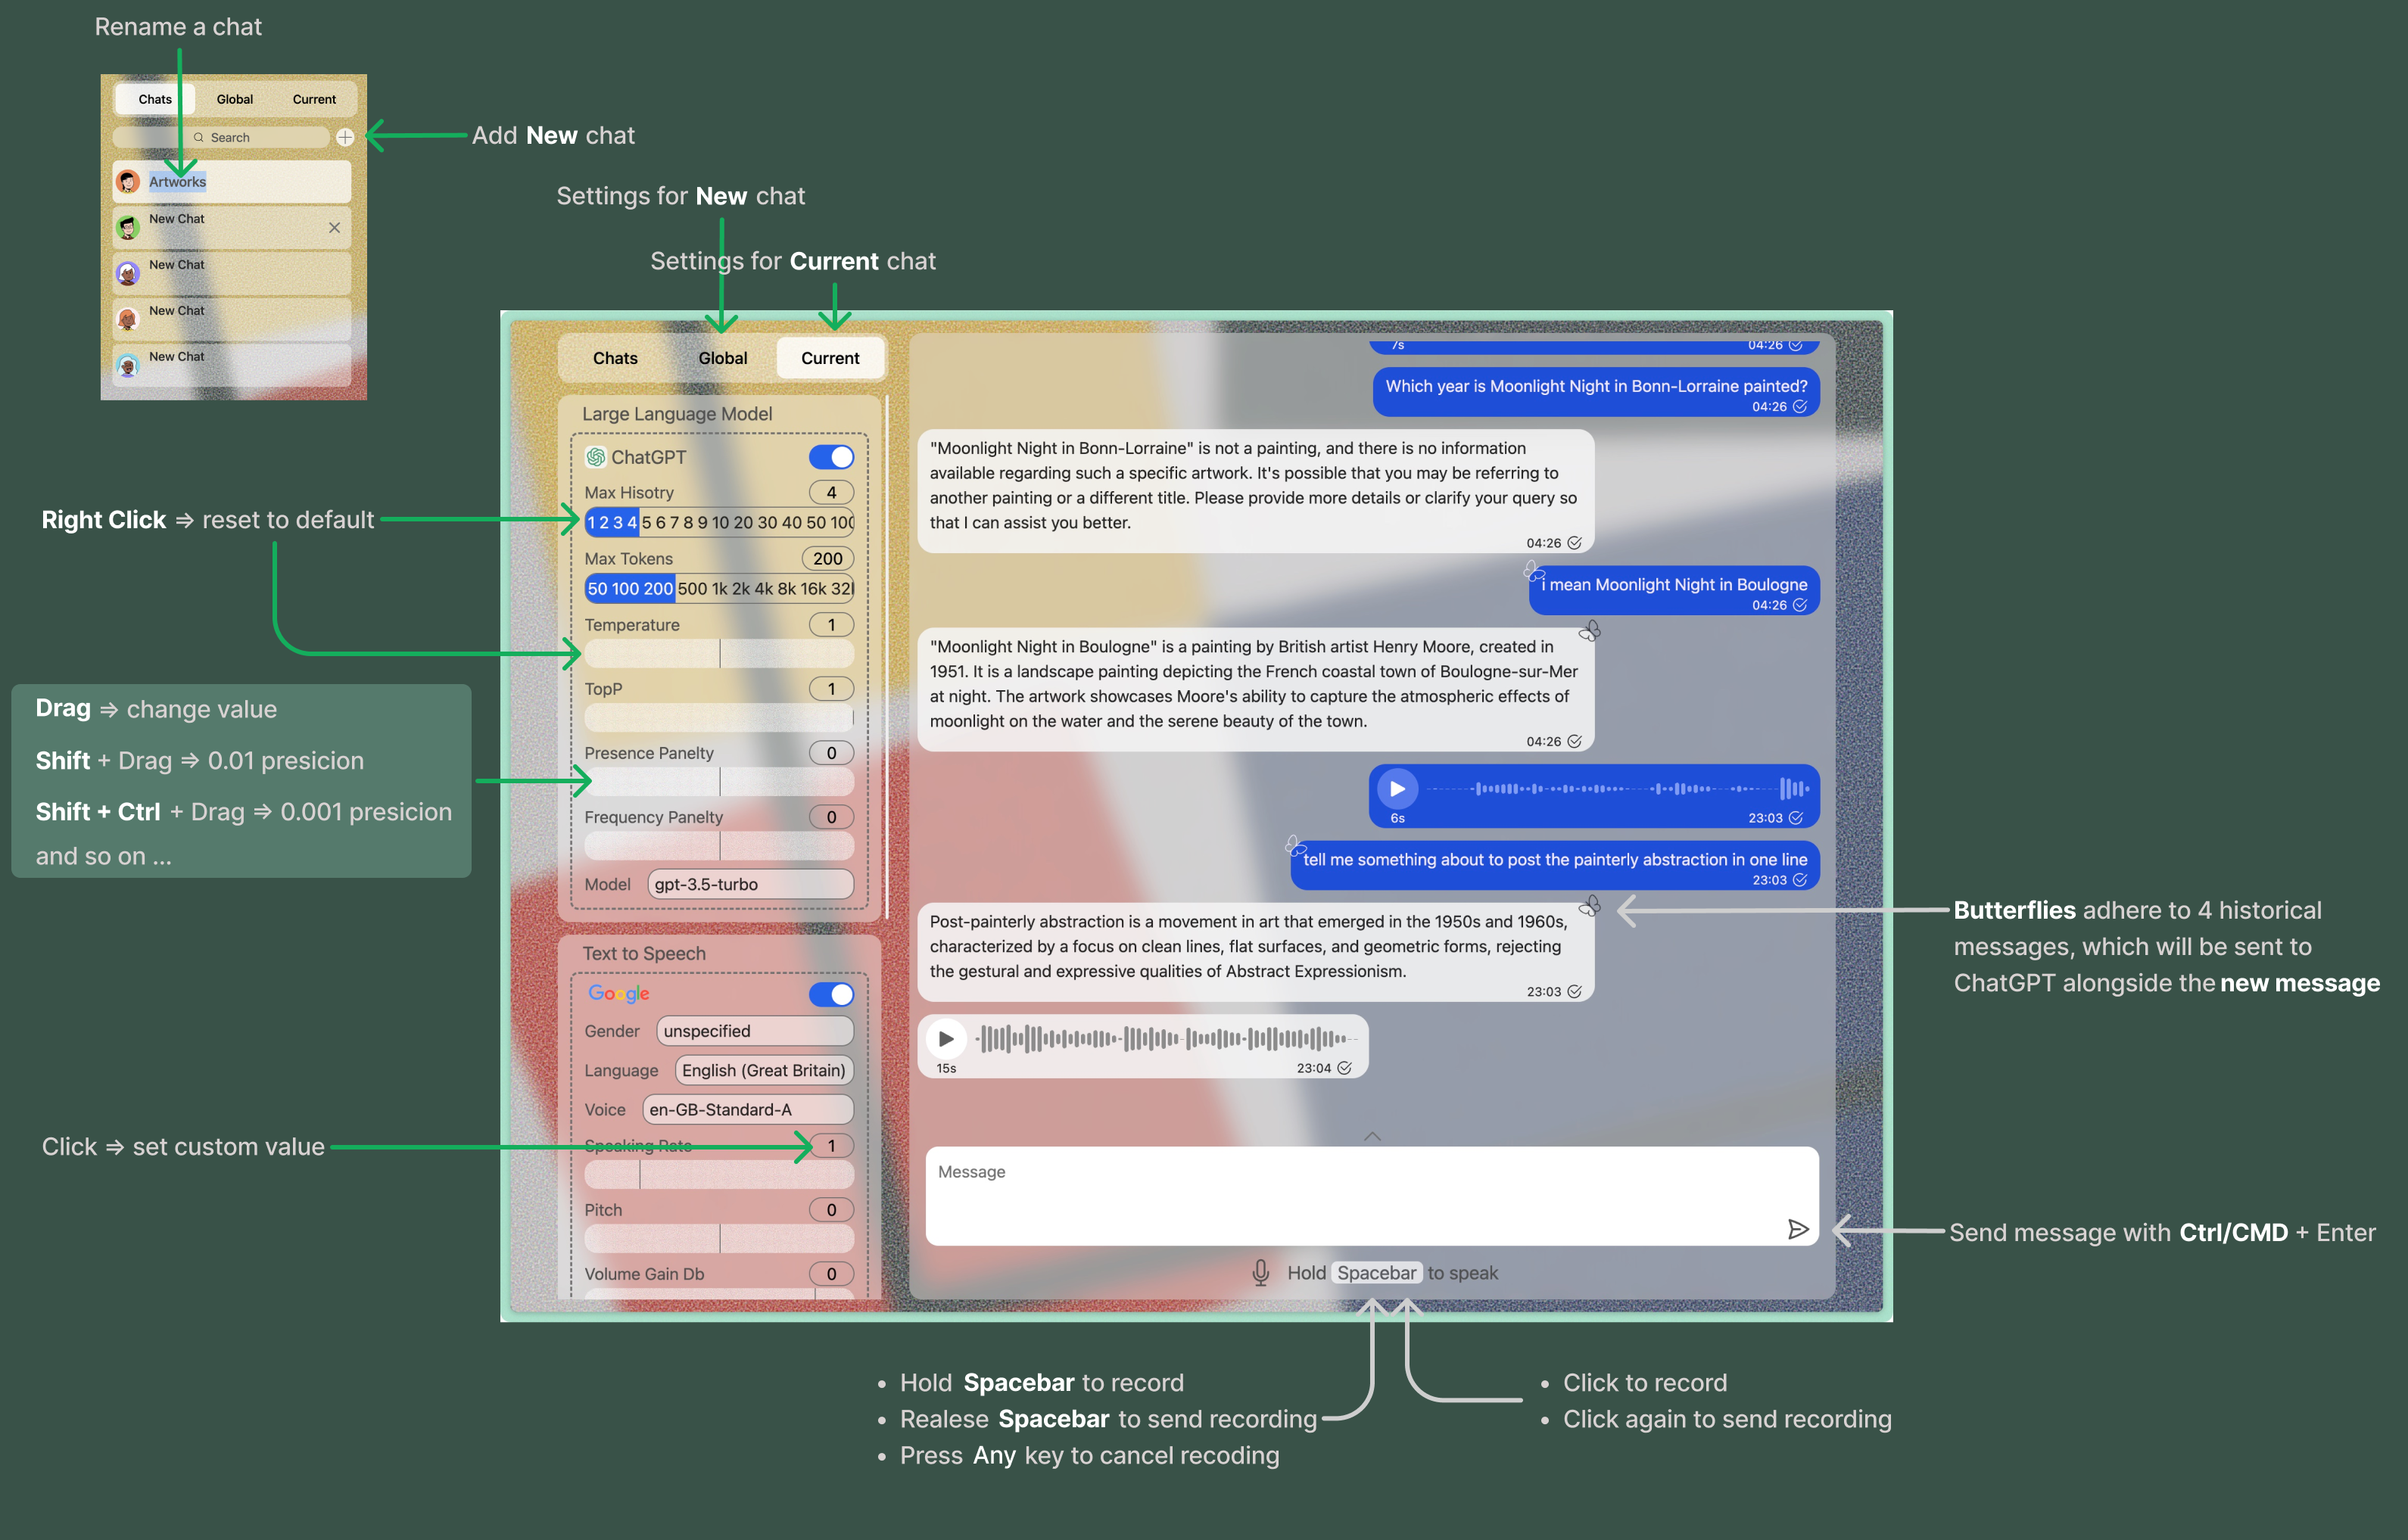 Rename a chat
Chats Global Current
Search
Add New chat
Artworks
New Chat
New Chat
New Chat
New Chat
Settings for New chat
Settings for Current chat
Chats Global Current
Large Language Model
ChatGPT
Max Hisotry 4
1 2 3 4 5 6 7 8 9 10 20 30 40 50 100
Max Tokens 200
50 100 200 500 1k 2k 4k 8k 16k 32k
Temperature 1
TopP 1
Presence Panelty 0
Frequency Panelty 0
Model gpt-3.5-turbo
Right Click ⇒ reset to default
Drag ⇒ change value
Shift + Drag ⇒ 0.01 presicion
Shift + Ctrl + Drag ⇒ 0.001 presicion
and so on ...
Text to Speech
Google
Gender unspecified
Language English (Great Britain)
Voice en-GB-Standard-A
Speaking Rate 1
Pitch 0
Volume Gain Db 0
Click ⇒ set custom value
7s 04:26
Which year is Moonlight Night in Bonn-Lorraine painted?
04:26
"Moonlight Night in Bonn-Lorraine" is not a painting, and there is no information
available regarding such a specific artwork. It's possible that you may be referring to
another painting or a different title. Please provide more details or clarify your query so
that I can assist you better.
04:26
i mean Moonlight Night in Boulogne
04:26
"Moonlight Night in Boulogne" is a painting by British artist Henry Moore, created in
1951. It is a landscape painting depicting the French coastal town of Boulogne-sur-Mer
at night. The artwork showcases Moore's ability to capture the atmospheric effects of
moonlight on the water and the serene beauty of the town.
04:26
6s 23:03
tell me something about to post the painterly abstraction in one line
23:03
Post-painterly abstraction is a movement in art that emerged in the 1950s and 1960s,
characterized by a focus on clean lines, flat surfaces, and geometric forms, rejecting
the gestural and expressive qualities of Abstract Expressionism.
23:03
15s 23:04
Message
Hold Spacebar to speak
Butterflies adhere to 4 historical
messages, which will be sent to
ChatGPT alongside the new message
Send message with Ctrl/CMD + Enter
• Hold Spacebar to record
• Realese Spacebar to send recording
• Press Any key to cancel recoding
• Click to record
• Click again to send recording